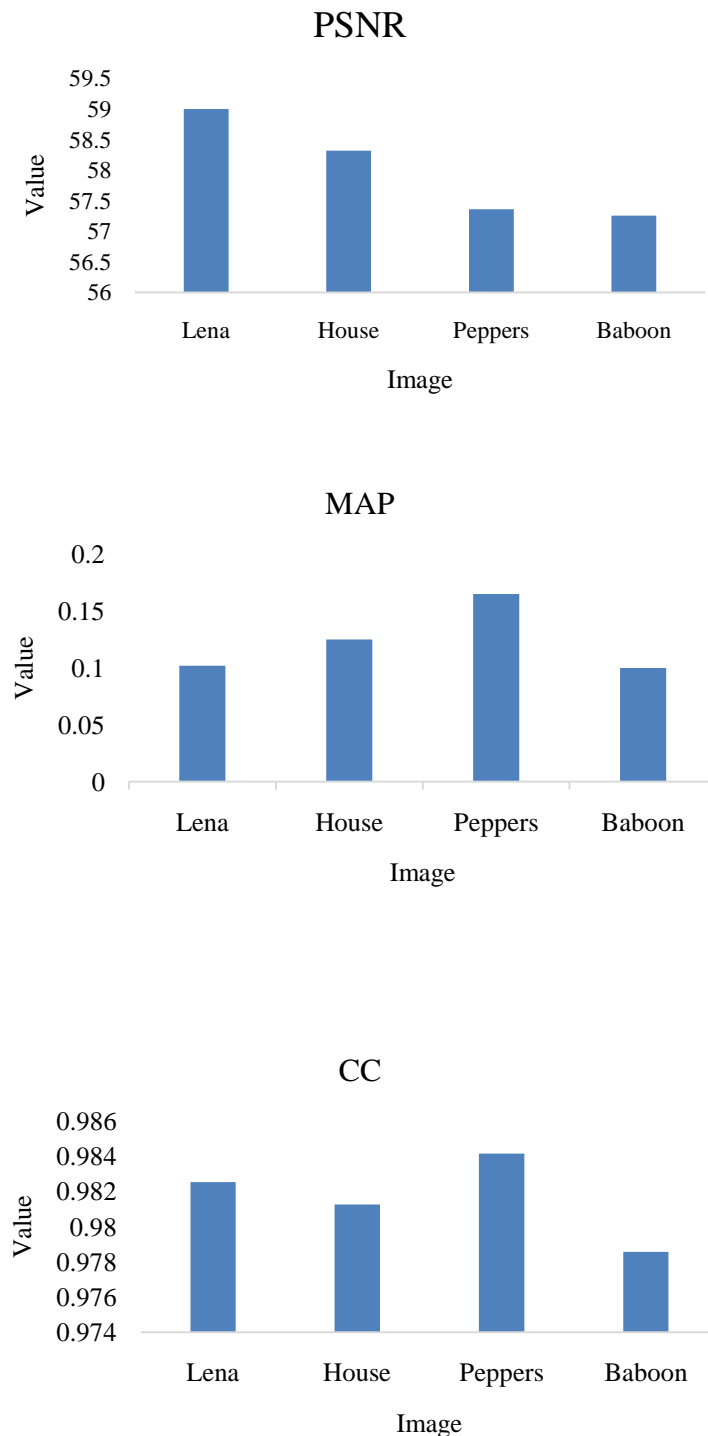 PSNR
59.5
59
58.5
58
57.5
57
56.5
56
Value
Lena House Peppers Baboon
Image
MAP
0.2
0.15
0.1
0.05
0
Value
Lena House Peppers Baboon
Image
CC
0.986
0.984
0.982
0.98
0.978
0.976
0.974
Value
Lena House Peppers Baboon
Image